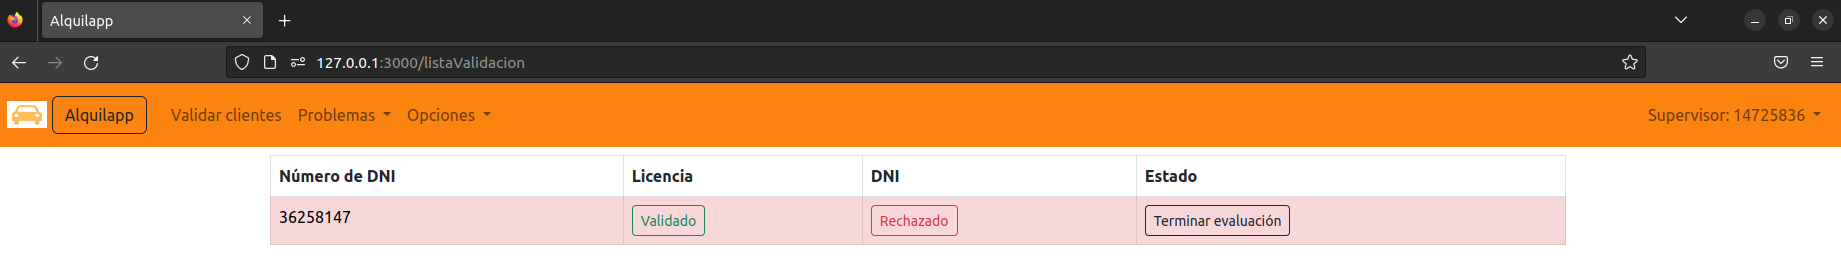 Alquilapp
127.0.0.1:3000/listaValidacion
Alquilapp Validar clientes Problemas Opciones Supervisor: 14725836
Número de DNI Licencia DNI Estado
36258147 Validado Rechazado Terminar evaluación